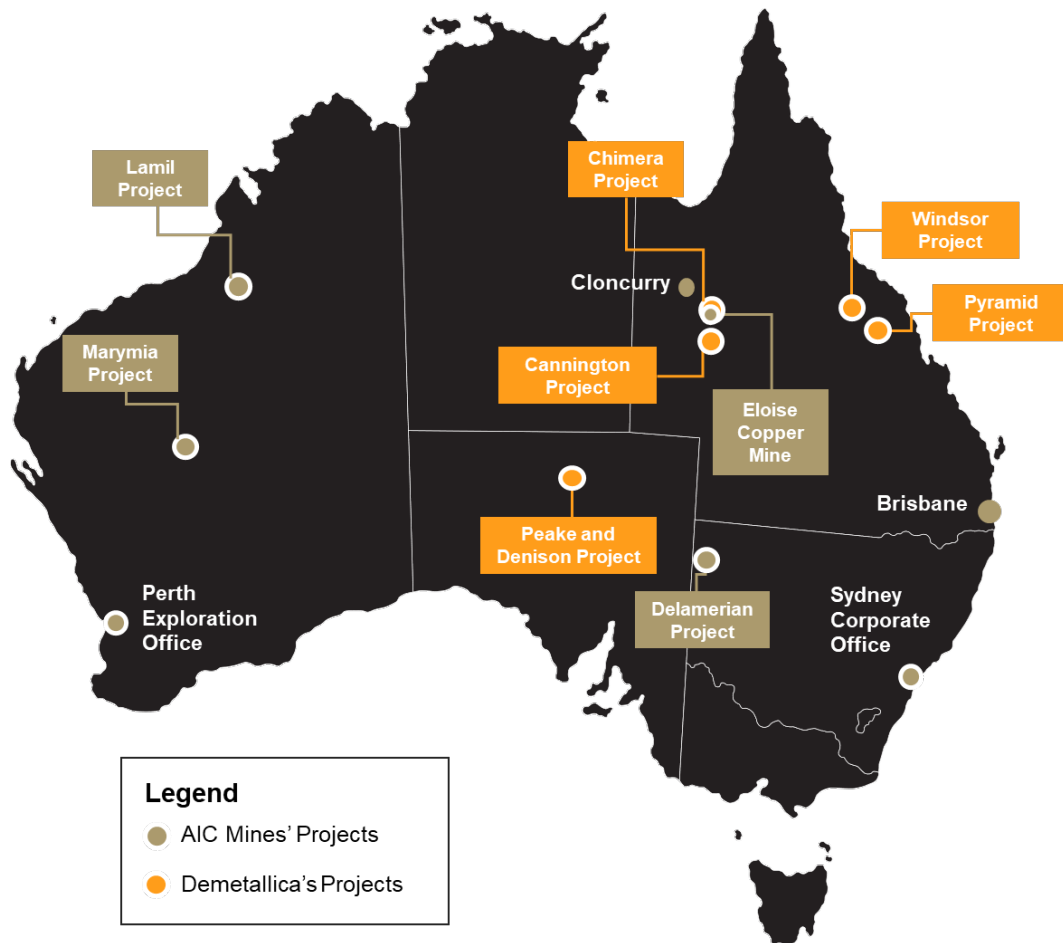 Lamil
Project
Chimera
Project
Windsor
Project
Cloncurry
Pyramid
Project
Marymia
Project
Cannington
Project
Eloise
Copper
Mine
Brisbane
Peake and
Denison Project
Perth
Exploration
Office
Delamerian
Project
Sydney
Corporate
Office
Legend
AIC Mines' Projects
Demetallica's Projects